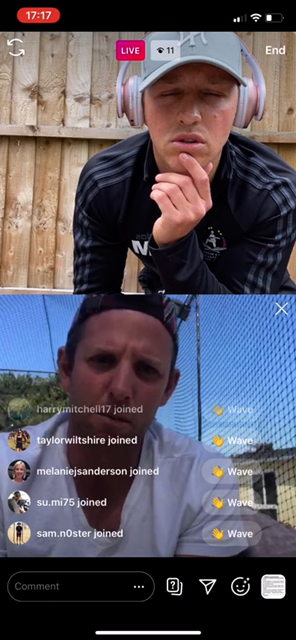 17:17
LIVE 11 End
M
harrymitchell17 joined 👋 Wave
taylorwiltshire joined 👋 Wave
melaniejsanderson joined 👋 Wave
su.mi75 joined 👋 Wave
sam.n0ster joined 👋 Wave
Comment